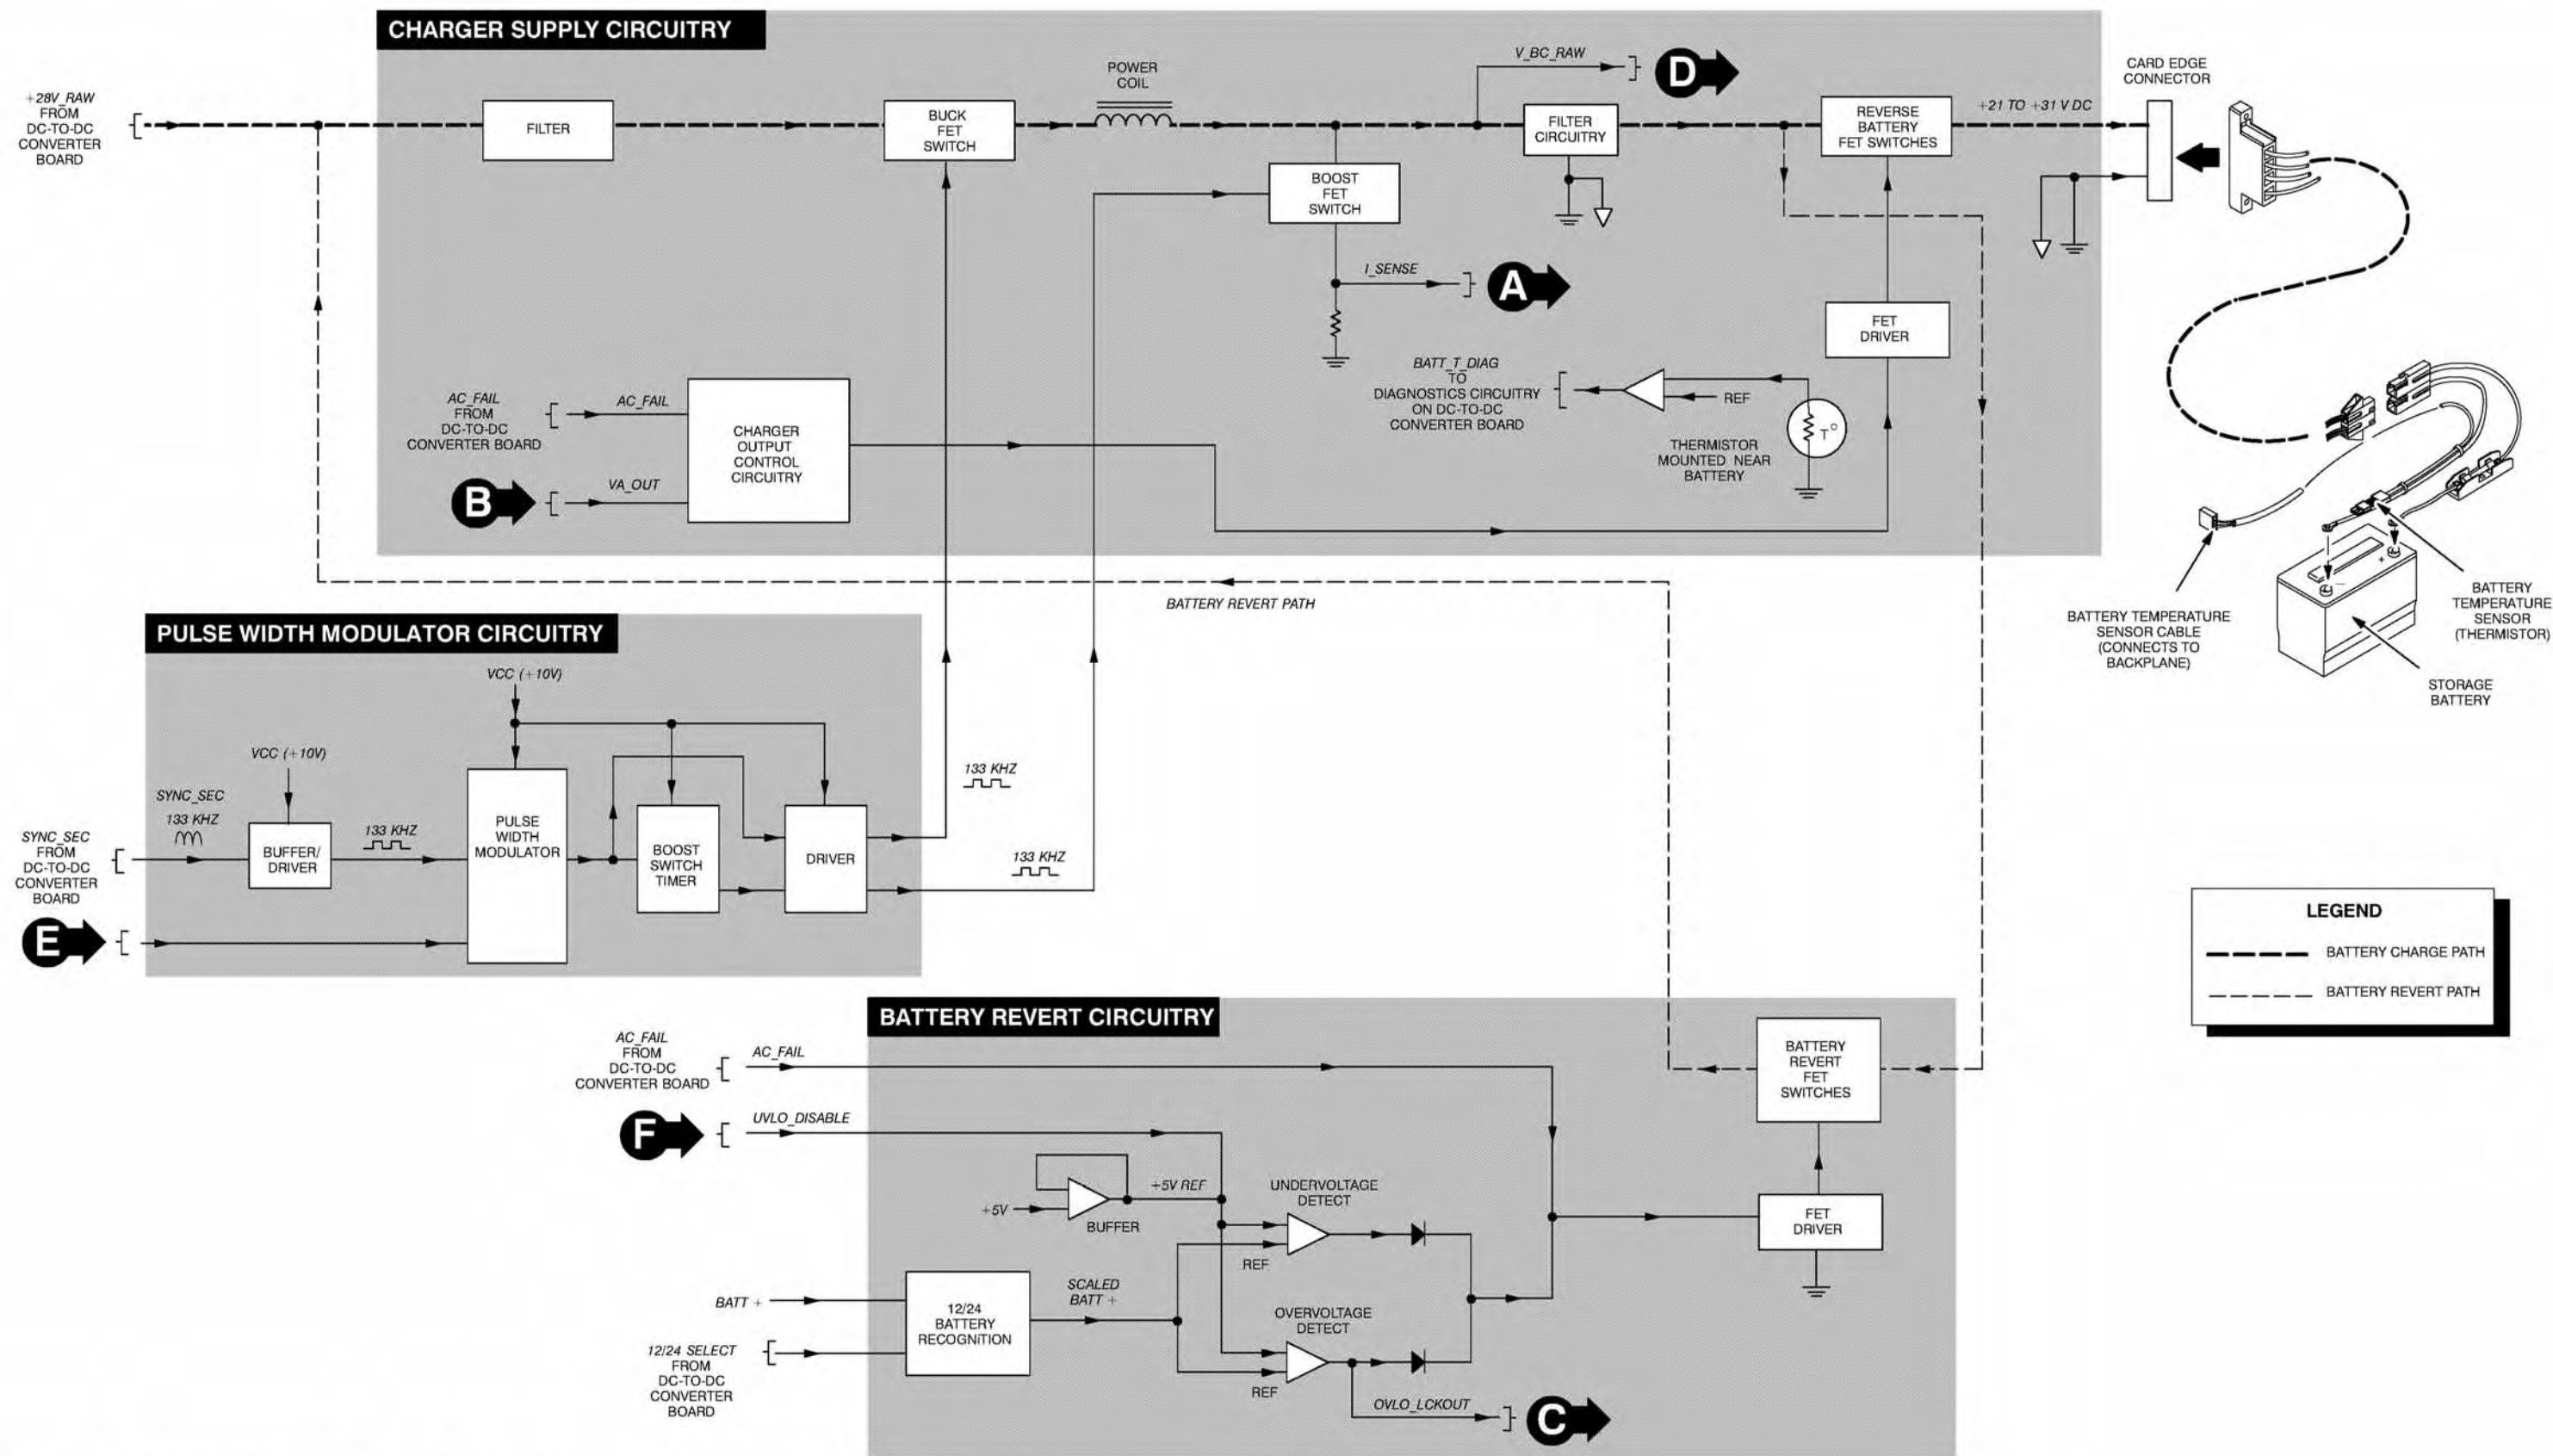 CHARGER SUPPLY CIRCUITRY
+28V_RAW
FROM
DC-TO-DC
CONVERTER
BOARD
FILTER
BUCK
FET
SWITCH
POWER
COIL
V_BC_RAW
D
FILTER
CIRCUITRY
REVERSE
BATTERY
FET SWITCHES
+21 TO +31 V DC
CARD EDGE
CONNECTOR
BOOST
FET
SWITCH
I_SENSE
A
FET
DRIVER
BATT_T_DIAG
TO
DIAGNOSTICS CIRCUITRY
ON DC-TO-DC
CONVERTER BOARD
REF
T°
THERMISTOR
MOUNTED NEAR
BATTERY
AC_FAIL
FROM
DC-TO-DC
CONVERTER BOARD
AC_FAIL
B
VA_OUT
CHARGER
OUTPUT
CONTROL
CIRCUITRY
BATTERY REVERT PATH
+
−
BATTERY TEMPERATURE
SENSOR CABLE
(CONNECTS TO
BACKPLANE)
BATTERY
TEMPERATURE
SENSOR
(THERMISTOR)
STORAGE
BATTERY
PULSE WIDTH MODULATOR CIRCUITRY
VCC (+10V)
VCC (+10V)
SYNC_SEC
133 KHZ
SYNC_SEC
FROM
DC-TO-DC
CONVERTER
BOARD
BUFFER/
DRIVER
133 KHZ
PULSE
WIDTH
MODULATOR
BOOST
SWITCH
TIMER
DRIVER
133 KHZ
133 KHZ
E
LEGEND
BATTERY CHARGE PATH
BATTERY REVERT PATH
BATTERY REVERT CIRCUITRY
AC_FAIL
FROM
DC-TO-DC
CONVERTER BOARD
AC_FAIL
F
UVLO_DISABLE
+5V
BUFFER
+5V REF
UNDERVOLTAGE
DETECT
REF
BATTERY
REVERT
FET
SWITCHES
FET
DRIVER
BATT +
12/24 SELECT
FROM
DC-TO-DC
CONVERTER
BOARD
12/24
BATTERY
RECOGNITION
SCALED
BATT +
OVERVOLTAGE
DETECT
REF
OVLO_LCKOUT
C